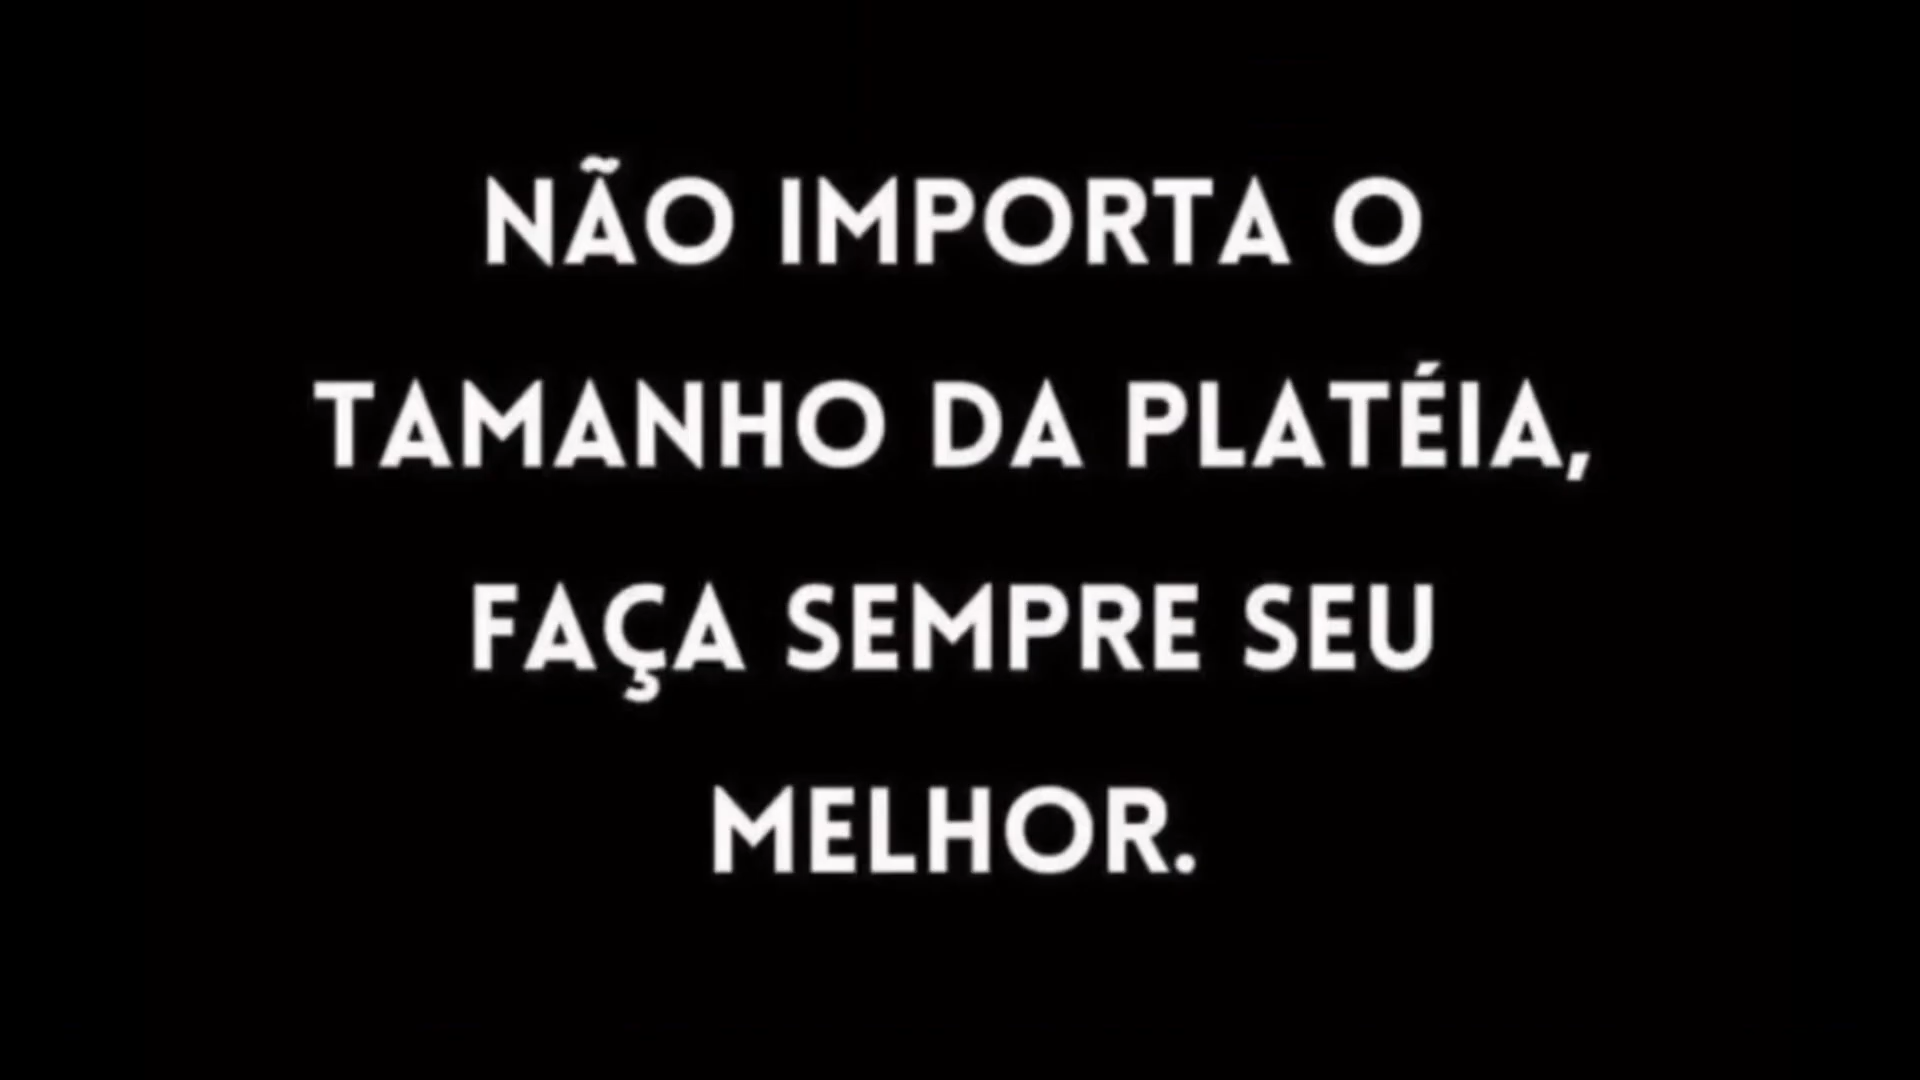 NÃO IMPORTA O
TAMANHO DA PLATÉIA,
FAÇA SEMPRE SEU
MELHOR.